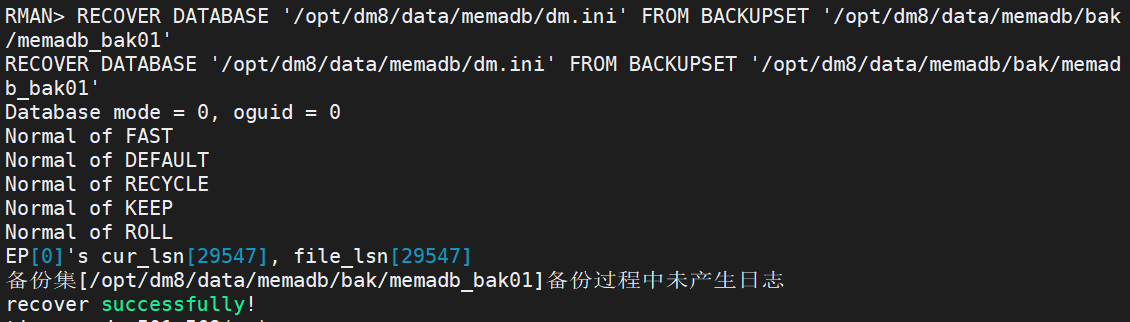 RMAN> RECOVER DATABASE '/opt/dm8/data/memadb/dm.ini' FROM BACKUPSET '/opt/dm8/data/memadb/bak
/memadb_bak01'
RECOVER DATABASE '/opt/dm8/data/memadb/dm.ini' FROM BACKUPSET '/opt/dm8/data/memadb/bak/memad
b_bak01'
Database mode = 0, oguid = 0
Normal of FAST
Normal of DEFAULT
Normal of RECYCLE
Normal of KEEP
Normal of ROLL
EP[0]'s cur_lsn[29547], file_lsn[29547]
备份集[/opt/dm8/data/memadb/bak/memadb_bak01]备份过程中未产生日志
recover successfully!